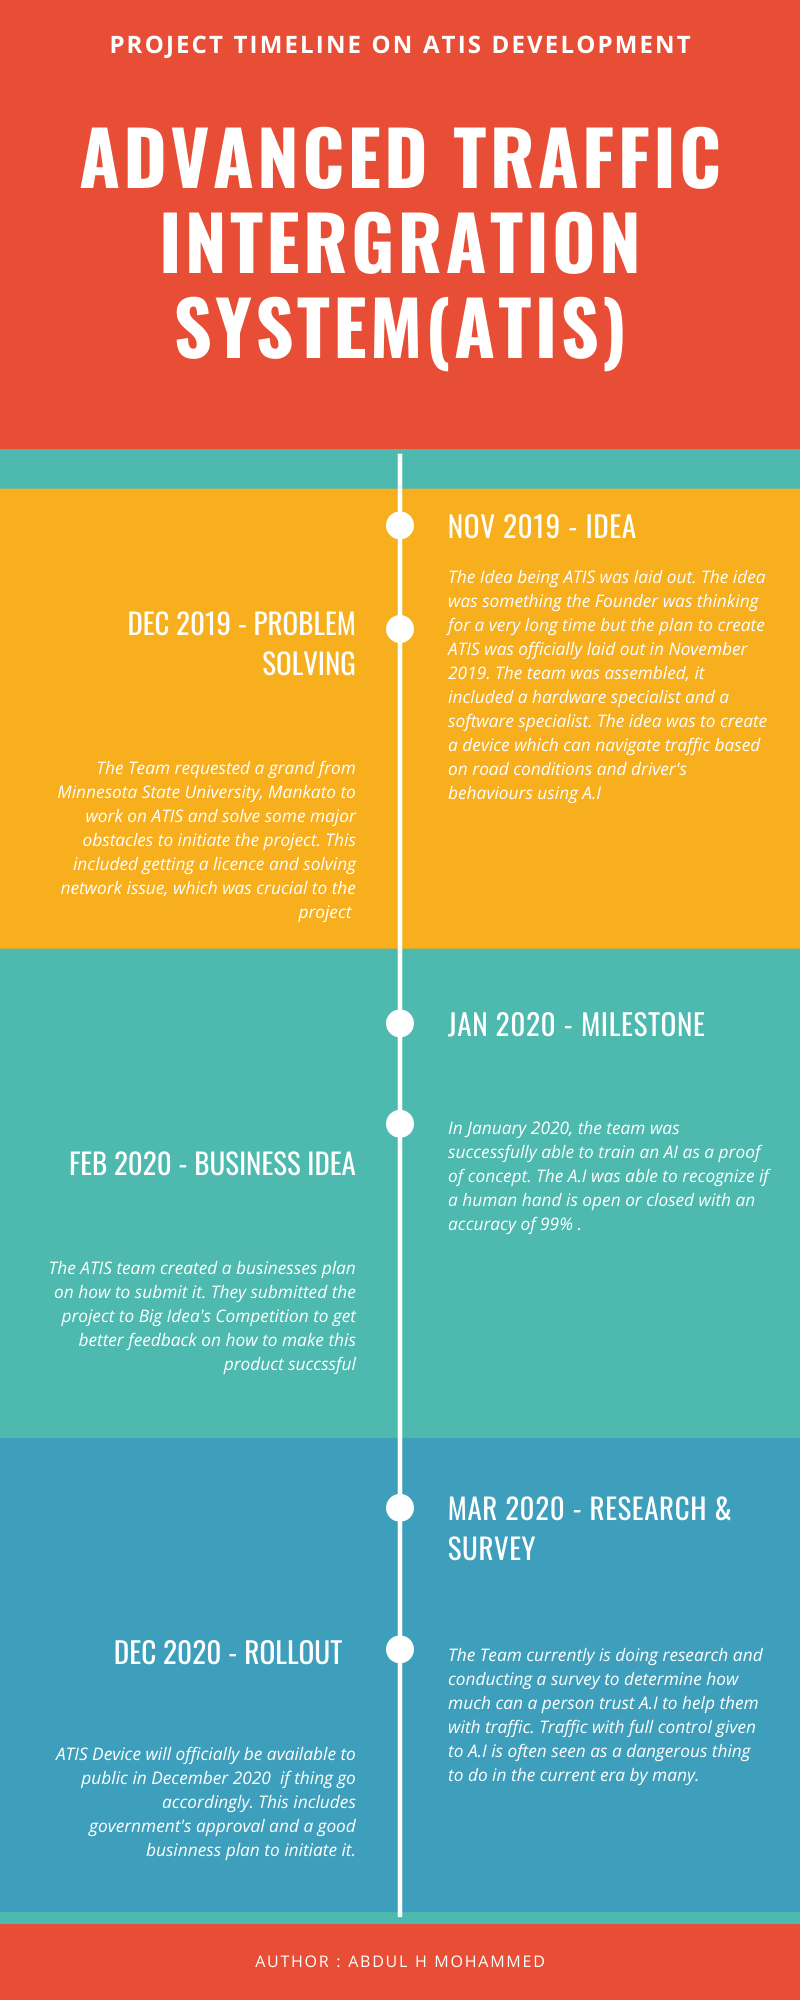 PROJECT TIMELINE ON ATIS DEVELOPMENT
ADVANCED TRAFFIC
INTERGRATION
SYSTEM(ATIS)
NOV 2019 - IDEA
The Idea being ATIS was laid out. The idea
was something the Founder was thinking
for a very long time but the plan to create
ATIS was officially laid out in November
2019. The team was assembled, it
included a hardware specialist and a
software specialist. The idea was to create
a device which can navigate traffic based
on road conditions and driver's
behaviours using A.I
DEC 2019 - PROBLEM
SOLVING
The Team requested a grand from
Minnesota State University, Mankato to
work on ATIS and solve some major
obstacles to initiate the project. This
included getting a licence and solving
network issue, which was crucial to the
project
JAN 2020 - MILESTONE
In January 2020, the team was
successfully able to train an AI as a proof
of concept. The A.I was able to recognize if
a human hand is open or closed with an
accuracy of 99% .
FEB 2020 - BUSINESS IDEA
The ATIS team created a businesses plan
on how to submit it. They submitted the
project to Big Idea's Competition to get
better feedback on how to make this
product succssful
MAR 2020 - RESEARCH &
SURVEY
The Team currently is doing research and
conducting a survey to determine how
much can a person trust A.I to help them
with traffic. Traffic with full control given
to A.I is often seen as a dangerous thing
to do in the current era by many.
DEC 2020 - ROLLOUT
ATIS Device will officially be available to
public in December 2020  if thing go
accordingly. This includes
government's approval and a good
businness plan to initiate it.
AUTHOR : ABDUL H MOHAMMED